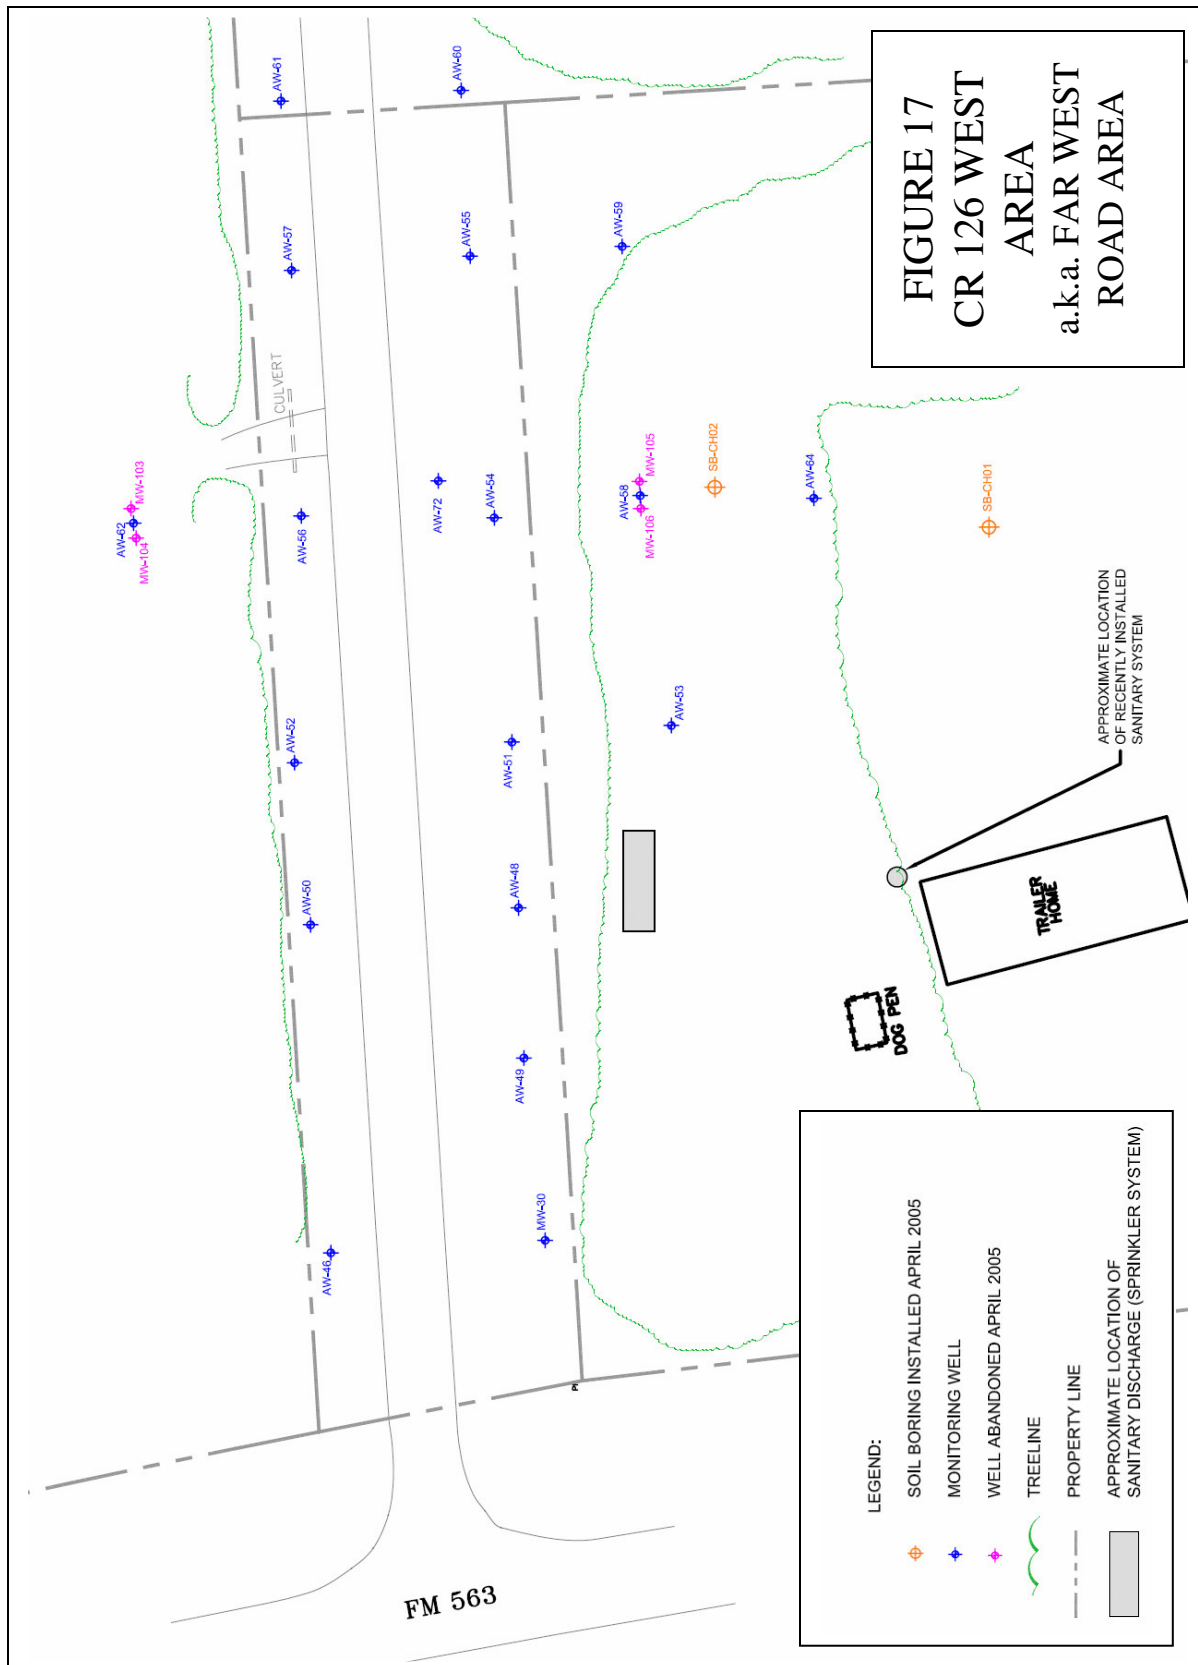 FIGURE 17
CR 126 WEST
AREA
a.k.a. FAR WEST
ROAD AREA
AW-61
AW-60
AW-57
AW-55
AW-59
CULVERT
MW-103
AW-62
MW-104
AW-56
AW-72
AW-54
MW-105
AW-58
MW-106
SB-CH02
AW-64
SB-CH01
AW-52
AW-51
AW-53
APPROXIMATE LOCATION
OF RECENTLY INSTALLED
SANITARY SYSTEM
AW-50
AW-48
TRAILER
HOME
DOG PEN
AW-49
AW-46
MW-30
PI
FM 563
LEGEND:
SOIL BORING INSTALLED APRIL 2005
MONITORING WELL
WELL ABANDONED APRIL 2005
TREELINE
PROPERTY LINE
APPROXIMATE LOCATION OF
SANITARY DISCHARGE (SPRINKLER SYSTEM)